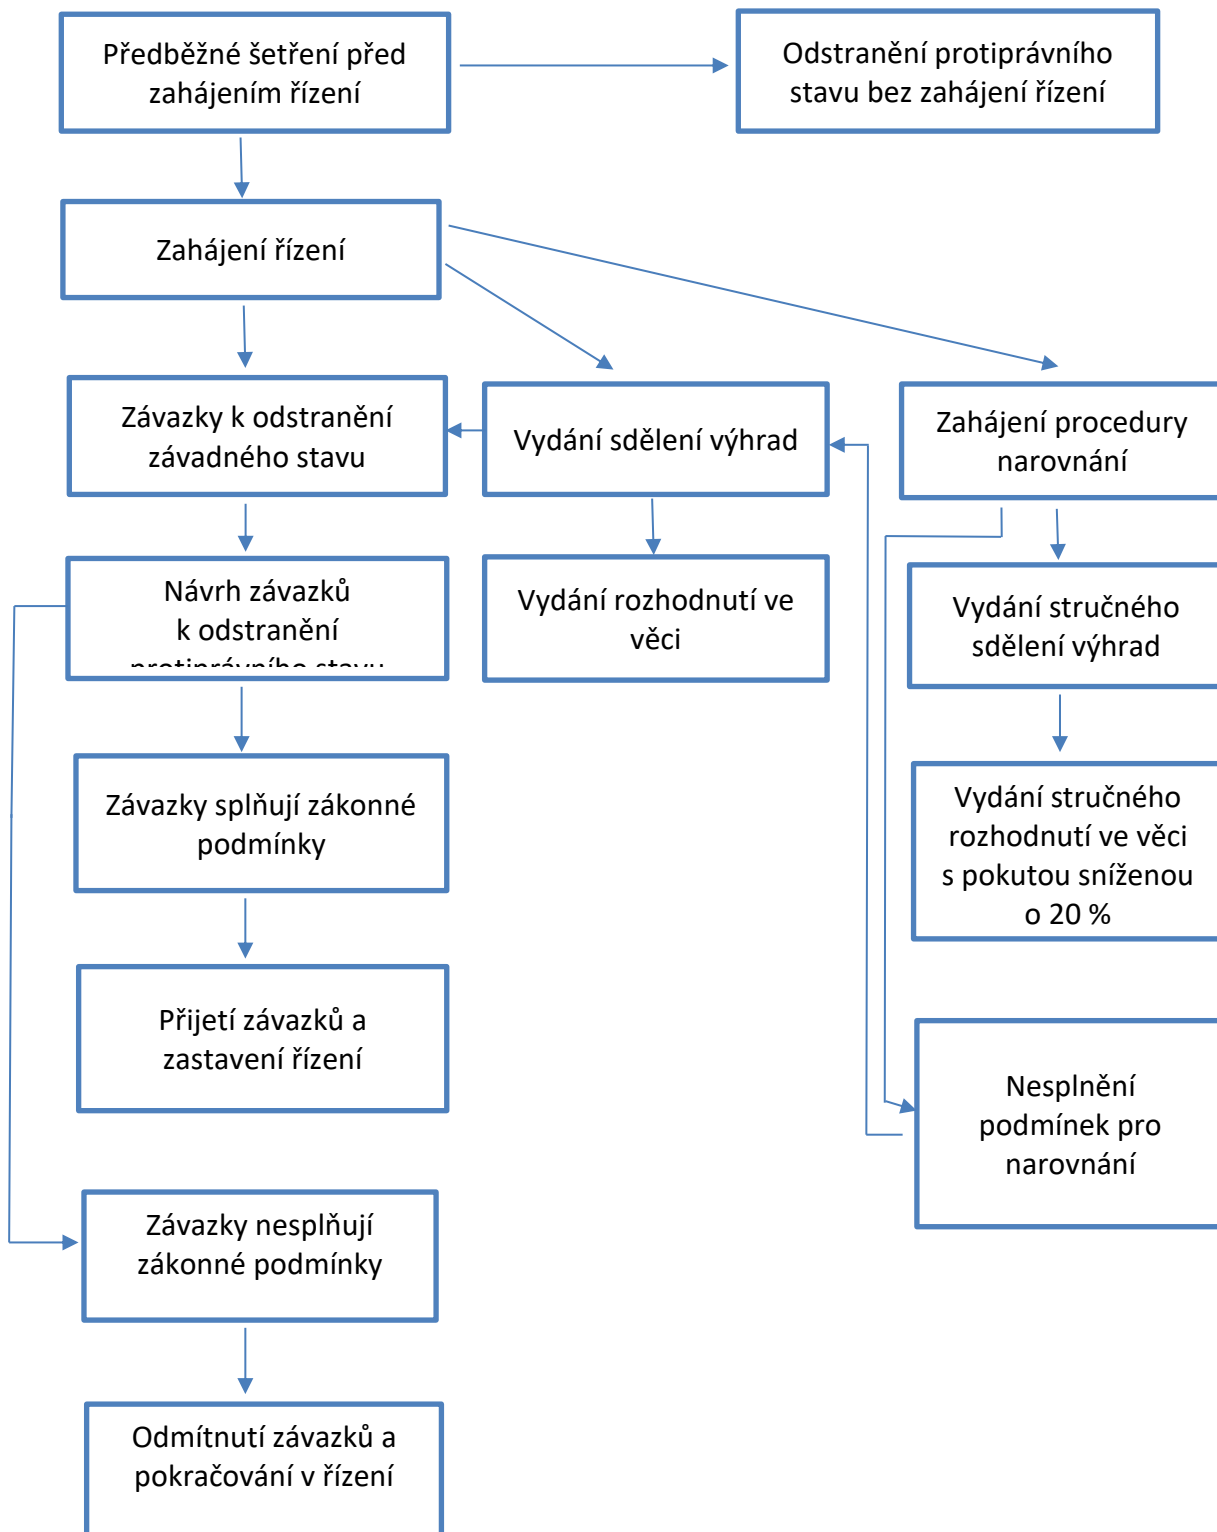 Předběžné šetření před
zahájením řízení
Odstranění protiprávního
stavu bez zahájení řízení
Zahájení řízení
Závazky k odstranění
závadného stavu
Vydání sdělení výhrad
Zahájení procedury
narovnání
Návrh závazků
k odstranění
protiprávního stavu
Vydání rozhodnutí ve
věci
Vydání stručného
sdělení výhrad
Závazky splňují zákonné
podmínky
Vydání stručného
rozhodnutí ve věci
s pokutou sníženou
o 20 %
Přijetí závazků a
zastavení řízení
Nesplnění
podmínek pro
narovnání
Závazky nesplňují
zákonné podmínky
Odmítnutí závazků a
pokračování v řízení